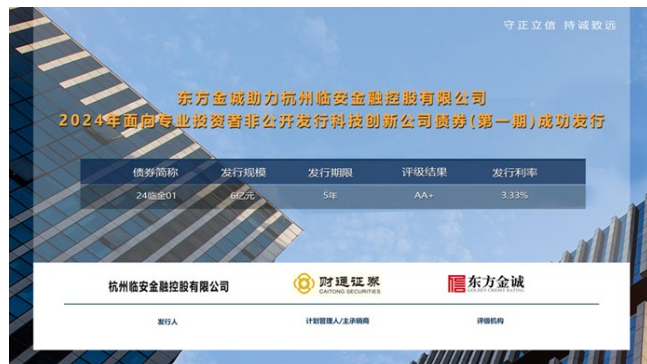 守正立信 持诚致远
东方金诚助力杭州临安金融控股有限公司
2024年面向专业投资者非公开发行科技创新公司债券(第一期)成功发行
债券简称 发行规模 发行期限 评级结果 发行利率
24临金01 6亿元 5年 AA+ 3.33%
杭州临安金融控股有限公司 财通证券 CAITONG SECURITIES 东方金诚 GOLDEN CREDIT RATING
发行人 计划管理人/主承销商 评级机构